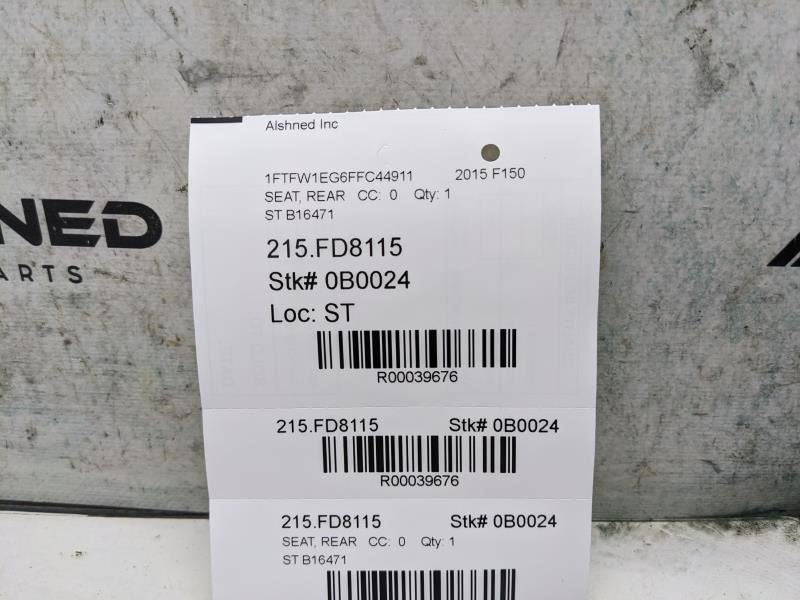 Alshned Inc
1FTFW1EG6FFC44911 2015 F150
SEAT, REAR CC: 0 Qty: 1
ST B16471
215.FD8115
Stk# 0B0024
Loc: ST
R00039676
215.FD8115 Stk# 0B0024
R00039676
215.FD8115 Stk# 0B0024
SEAT, REAR CC: 0 Qty: 1
ST B16471
NED
PARTS